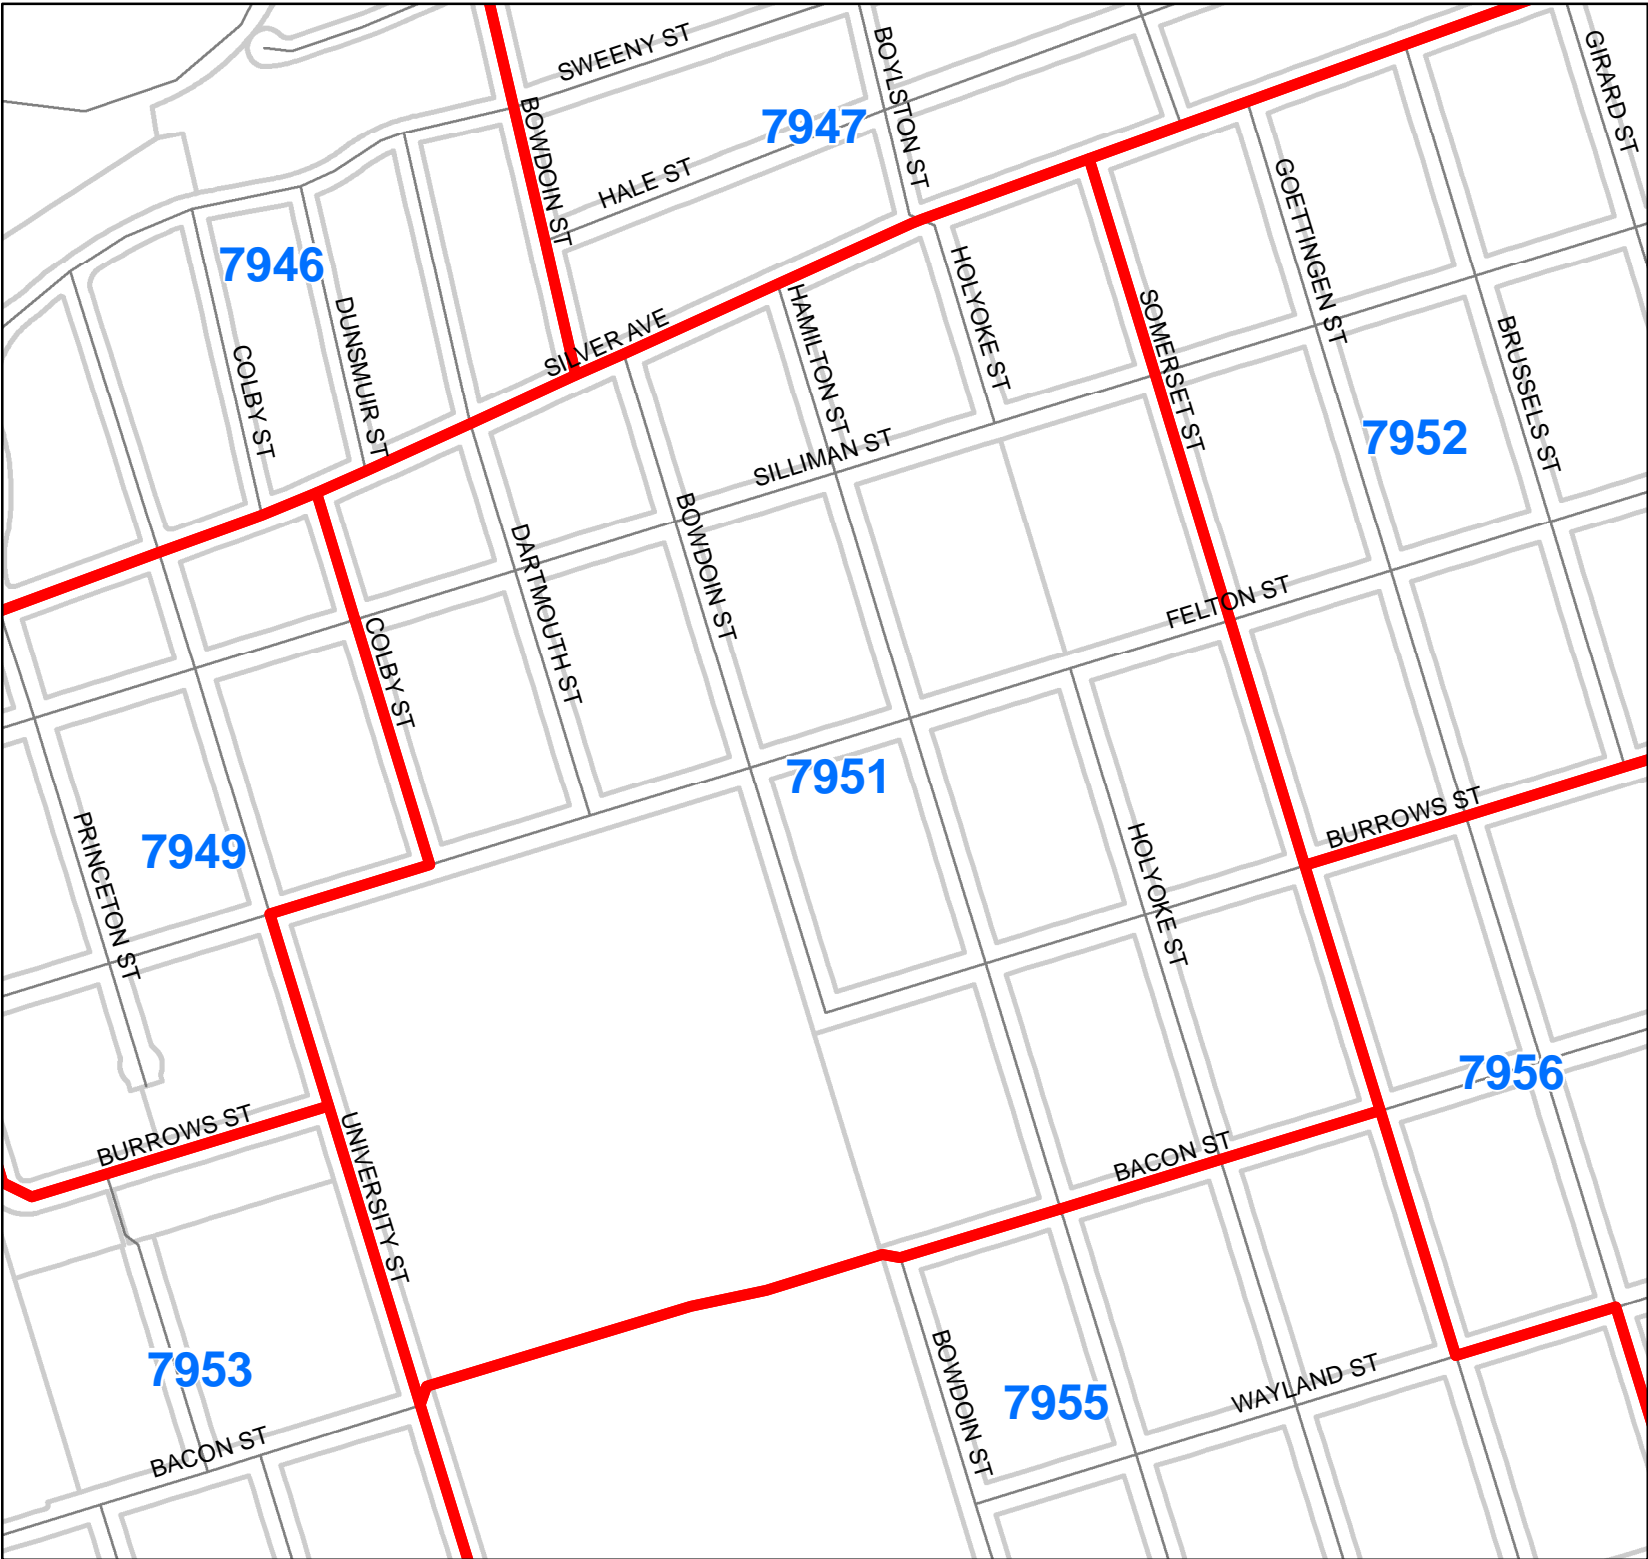 SWEENY ST
BOYLSTON ST
GIRARD ST
7947
BOWDOIN ST
HALE ST
GOETTINGEN ST
7946
HOLYOKE ST
HAMILTON ST
SOMERSET ST
DUNSMUIR ST
SILVER AVE
BRUSSELS ST
COLBY ST
7952
SILLIMAN ST
BOWDOIN ST
DARTMOUTH ST
FELTON ST
COLBY ST
7951
BURROWS ST
PRINCETON ST
7949
HOLYOKE ST
7956
BURROWS ST
UNIVERSITY ST
BACON ST
7953
BOWDOIN ST
7955
WAYLAND ST
BACON ST